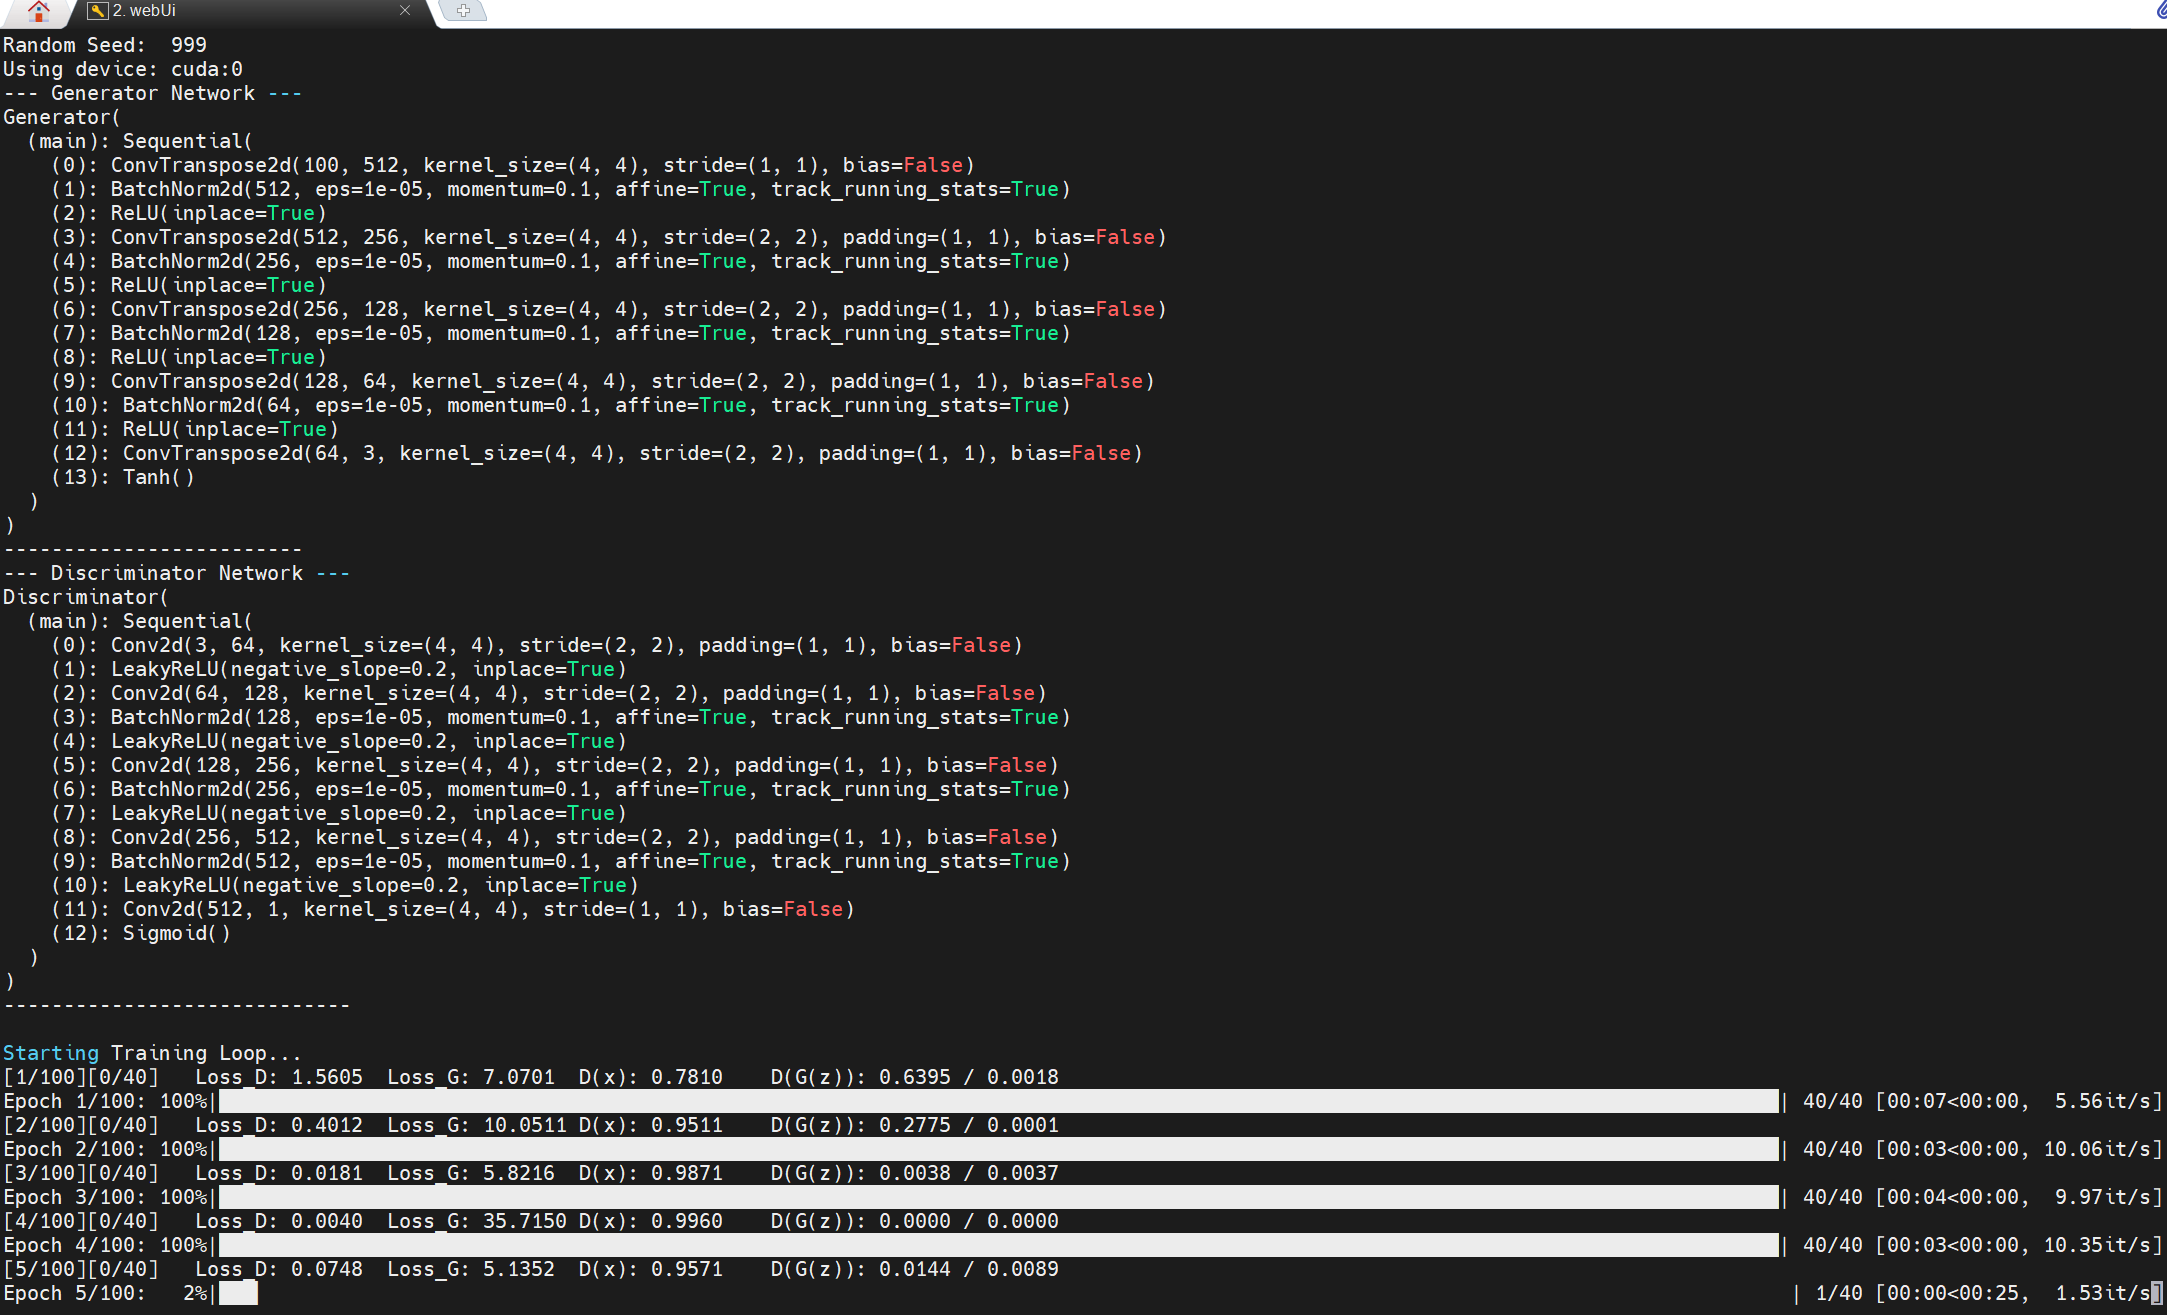 2. webUi
Random Seed:  999
Using device: cuda:0
--- Generator Network ---
Generator(
  (main): Sequential(
    (0): ConvTranspose2d(100, 512, kernel_size=(4, 4), stride=(1, 1), bias=False)
    (1): BatchNorm2d(512, eps=1e-05, momentum=0.1, affine=True, track_running_stats=True)
    (2): ReLU(inplace=True)
    (3): ConvTranspose2d(512, 256, kernel_size=(4, 4), stride=(2, 2), padding=(1, 1), bias=False)
    (4): BatchNorm2d(256, eps=1e-05, momentum=0.1, affine=True, track_running_stats=True)
    (5): ReLU(inplace=True)
    (6): ConvTranspose2d(256, 128, kernel_size=(4, 4), stride=(2, 2), padding=(1, 1), bias=False)
    (7): BatchNorm2d(128, eps=1e-05, momentum=0.1, affine=True, track_running_stats=True)
    (8): ReLU(inplace=True)
    (9): ConvTranspose2d(128, 64, kernel_size=(4, 4), stride=(2, 2), padding=(1, 1), bias=False)
    (10): BatchNorm2d(64, eps=1e-05, momentum=0.1, affine=True, track_running_stats=True)
    (11): ReLU(inplace=True)
    (12): ConvTranspose2d(64, 3, kernel_size=(4, 4), stride=(2, 2), padding=(1, 1), bias=False)
    (13): Tanh()
  )
)
-------------------------
--- Discriminator Network ---
Discriminator(
  (main): Sequential(
    (0): Conv2d(3, 64, kernel_size=(4, 4), stride=(2, 2), padding=(1, 1), bias=False)
    (1): LeakyReLU(negative_slope=0.2, inplace=True)
    (2): Conv2d(64, 128, kernel_size=(4, 4), stride=(2, 2), padding=(1, 1), bias=False)
    (3): BatchNorm2d(128, eps=1e-05, momentum=0.1, affine=True, track_running_stats=True)
    (4): LeakyReLU(negative_slope=0.2, inplace=True)
    (5): Conv2d(128, 256, kernel_size=(4, 4), stride=(2, 2), padding=(1, 1), bias=False)
    (6): BatchNorm2d(256, eps=1e-05, momentum=0.1, affine=True, track_running_stats=True)
    (7): LeakyReLU(negative_slope=0.2, inplace=True)
    (8): Conv2d(256, 512, kernel_size=(4, 4), stride=(2, 2), padding=(1, 1), bias=False)
    (9): BatchNorm2d(512, eps=1e-05, momentum=0.1, affine=True, track_running_stats=True)
    (10): LeakyReLU(negative_slope=0.2, inplace=True)
    (11): Conv2d(512, 1, kernel_size=(4, 4), stride=(1, 1), bias=False)
    (12): Sigmoid()
  )
)
-----------------------------
Starting Training Loop...
[1/100][0/40]   Loss_D: 1.5605  Loss_G: 7.0701  D(x): 0.7810    D(G(z)): 0.6395 / 0.0018
Epoch 1/100: 100%| | 40/40 [00:07<00:00,  5.56it/s]
[2/100][0/40]   Loss_D: 0.4012  Loss_G: 10.0511 D(x): 0.9511    D(G(z)): 0.2775 / 0.0001
Epoch 2/100: 100%| | 40/40 [00:03<00:00, 10.06it/s]
[3/100][0/40]   Loss_D: 0.0181  Loss_G: 5.8216  D(x): 0.9871    D(G(z)): 0.0038 / 0.0037
Epoch 3/100: 100%| | 40/40 [00:04<00:00,  9.97it/s]
[4/100][0/40]   Loss_D: 0.0040  Loss_G: 35.7150 D(x): 0.9960    D(G(z)): 0.0000 / 0.0000
Epoch 4/100: 100%| | 40/40 [00:03<00:00, 10.35it/s]
[5/100][0/40]   Loss_D: 0.0748  Loss_G: 5.1352  D(x): 0.9571    D(G(z)): 0.0144 / 0.0089
Epoch 5/100:   2%| | 1/40 [00:00<00:25,  1.53it/s]